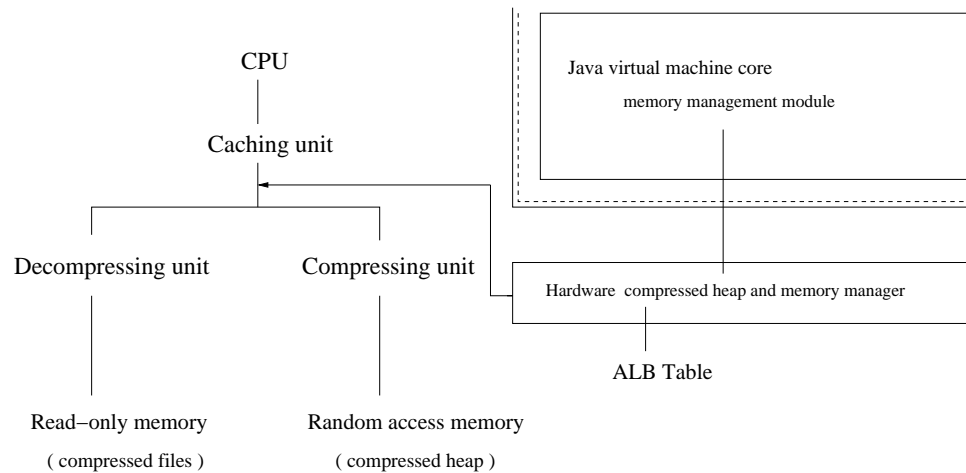 CPU
Caching unit
Decompressing unit
Compressing unit
Read−only memory
( compressed files )
Random access memory
( compressed heap )
Java virtual machine core
memory management module
Hardware compressed heap and memory manager
ALB Table